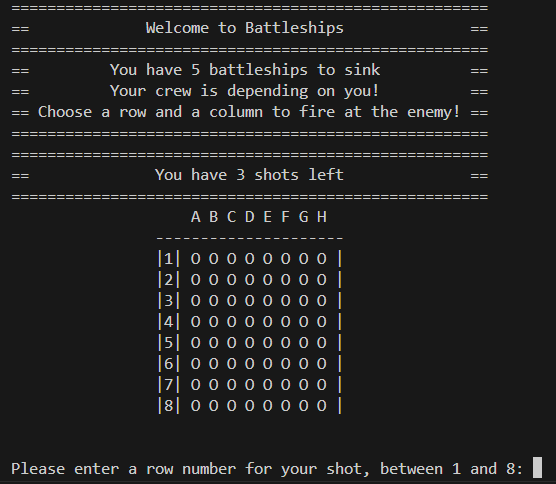 =====================================================
==             Welcome to Battleships              ==
=====================================================
==         You have 5 battleships to sink          ==
==         Your crew is depending on you!          ==
== Choose a row and a column to fire at the enemy! ==
=====================================================
=====================================================
==              You have 3 shots left              ==
=====================================================
A B C D E F G H
---------------------
|1| O O O O O O O O |
|2| O O O O O O O O |
|3| O O O O O O O O |
|4| O O O O O O O O |
|5| O O O O O O O O |
|6| O O O O O O O O |
|7| O O O O O O O O |
|8| O O O O O O O O |
Please enter a row number for your shot, between 1 and 8: